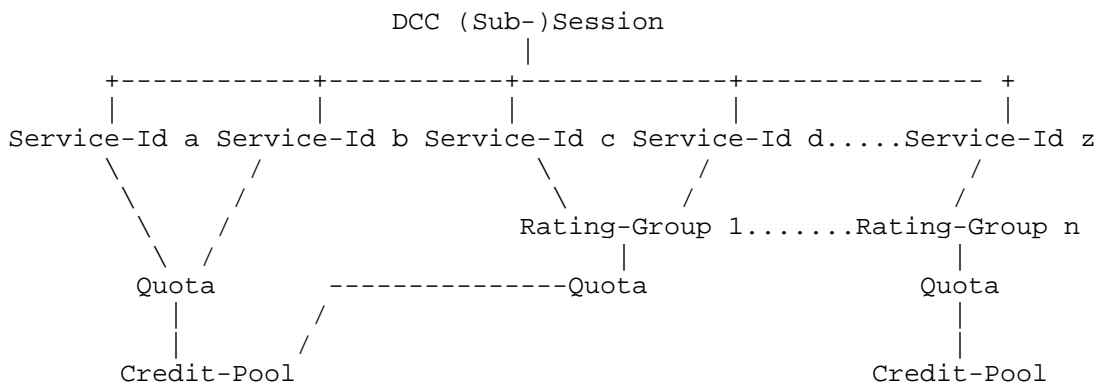 DCC (Sub-)Session
Service-Id a Service-Id b Service-Id c Service-Id d.....Service-Id z
Rating-Group 1.......Rating-Group n
Quota ---------------Quota Quota
Credit-Pool Credit-Pool